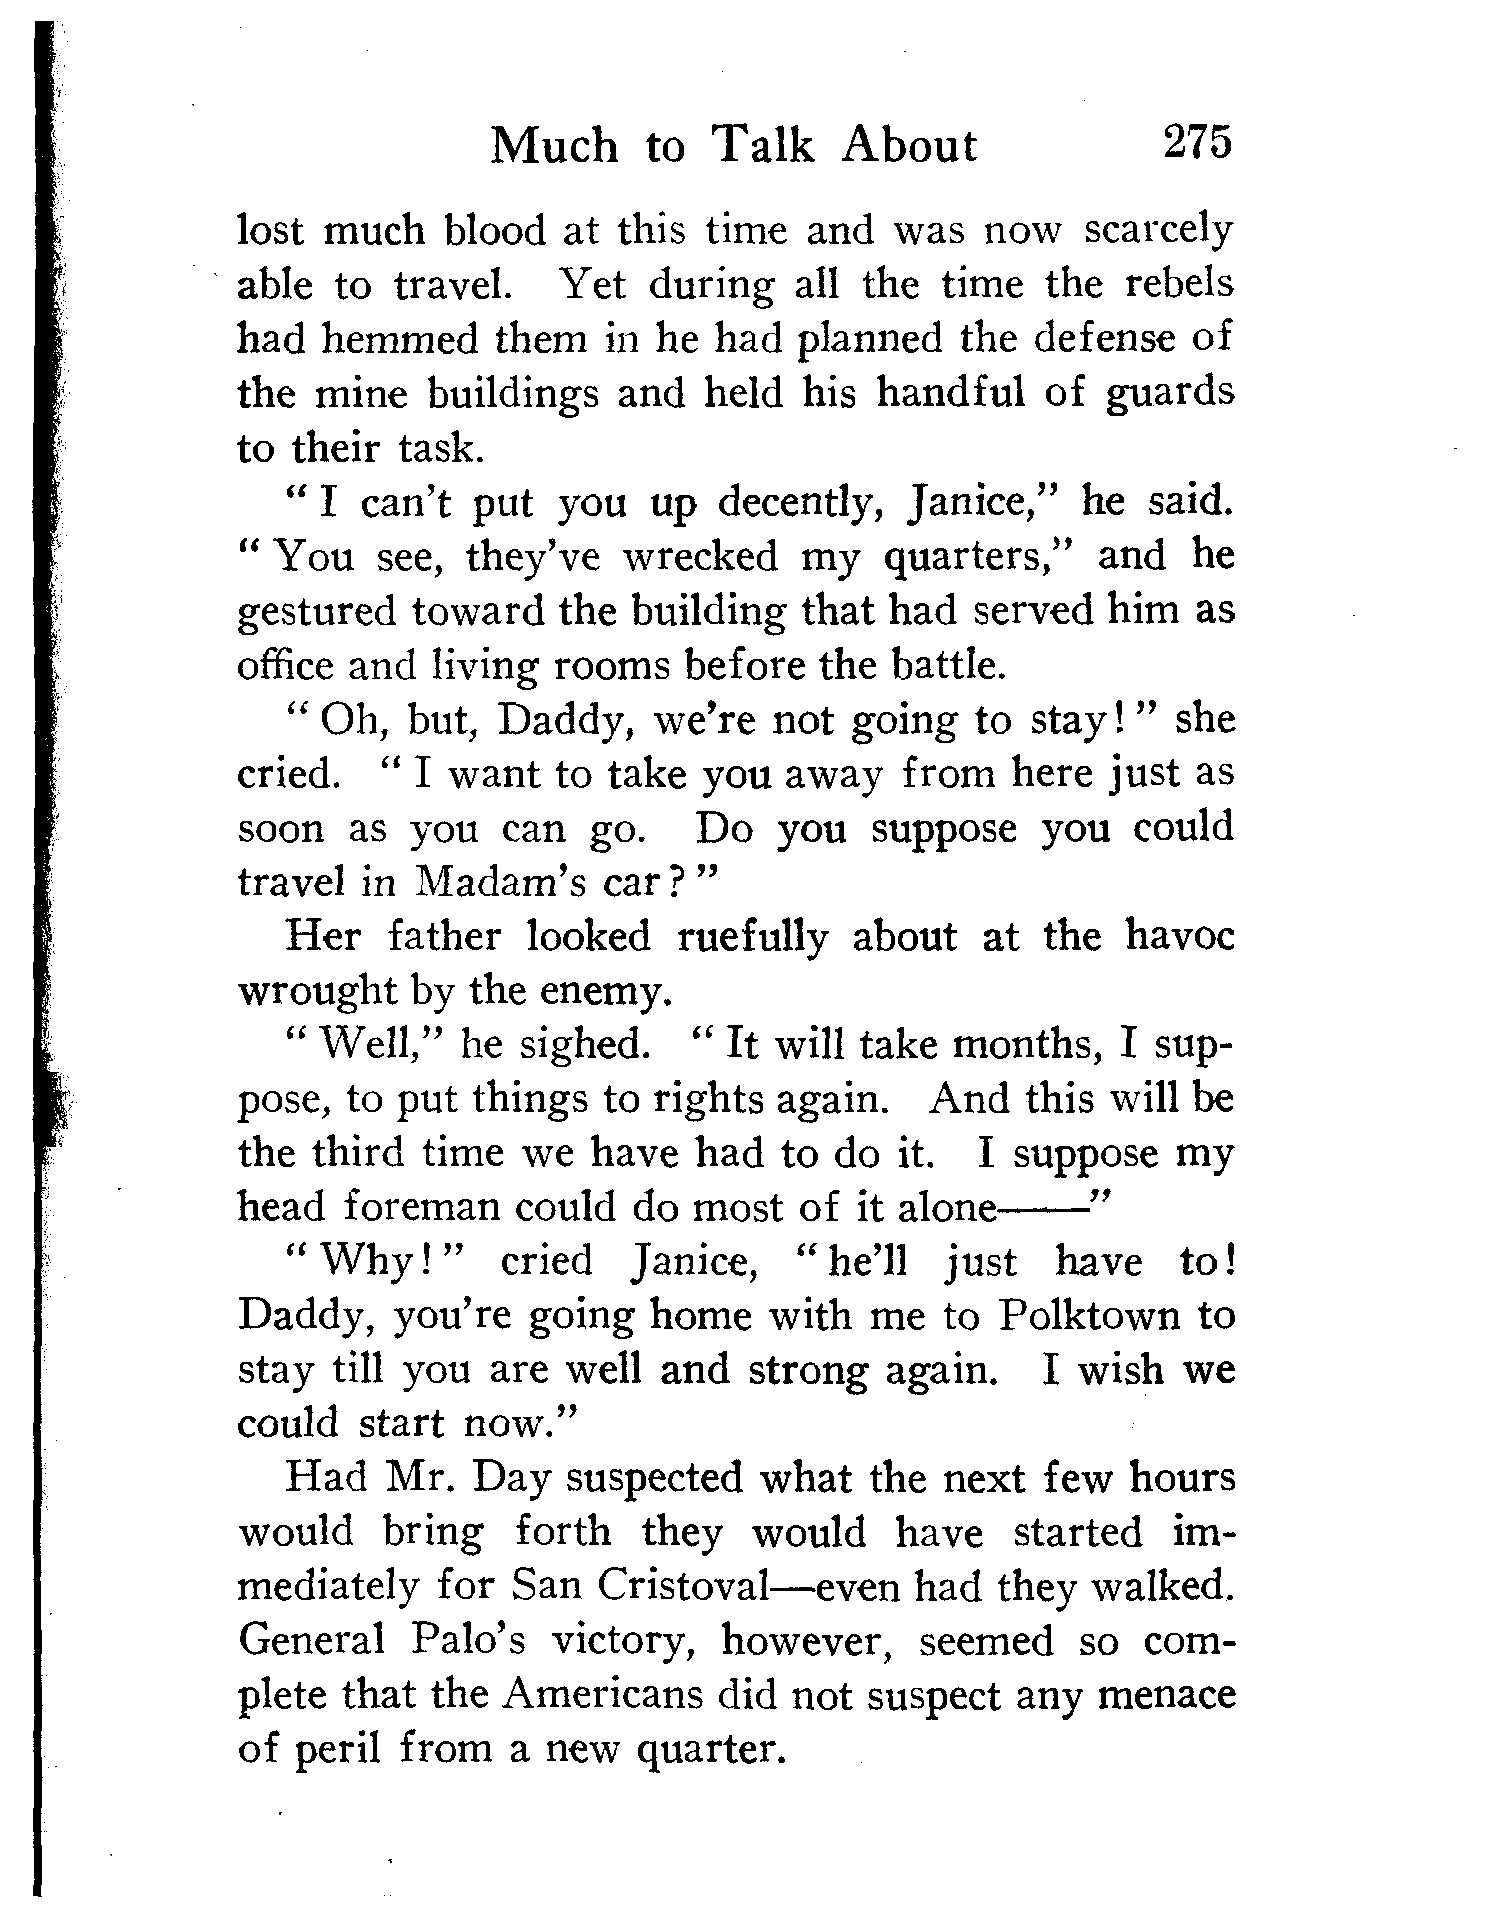 Much to Talk About 275
lost much blood at this time and was now scarcely
able to travel. Yet during all the time the rebels
had hemmed them in he had planned the defense of
the mine buildings and held his handful of guards
to their task.
“ I can’t put you up decently, Janice,” he said.
“ You see, they’ve wrecked my quarters,” and he
gestured toward the building that had served him as
office and living rooms before the battle.
“ Oh, but, Daddy, we’re not going to stay! ” she
cried. “ I want to take you away from here just as
soon as you can go. Do you suppose you could
travel in Madam’s car? ”
Her father looked ruefully about at the havoc
wrought by the enemy.
“ Well,” he sighed. “ It will take months, I sup-
pose, to put things to rights again. And this will be
the third time we have had to do it. I suppose my
head foreman could do most of it alone——”
“ Why! ” cried Janice, “ he’ll just have to!
Daddy, you’re going home with me to Polktown to
stay till you are well and strong again. I wish we
could start now.”
Had Mr. Day suspected what the next few hours
would bring forth they would have started im-
mediately for San Cristoval—even had they walked.
General Palo’s victory, however, seemed so com-
plete that the Americans did not suspect any menace
of peril from a new quarter.